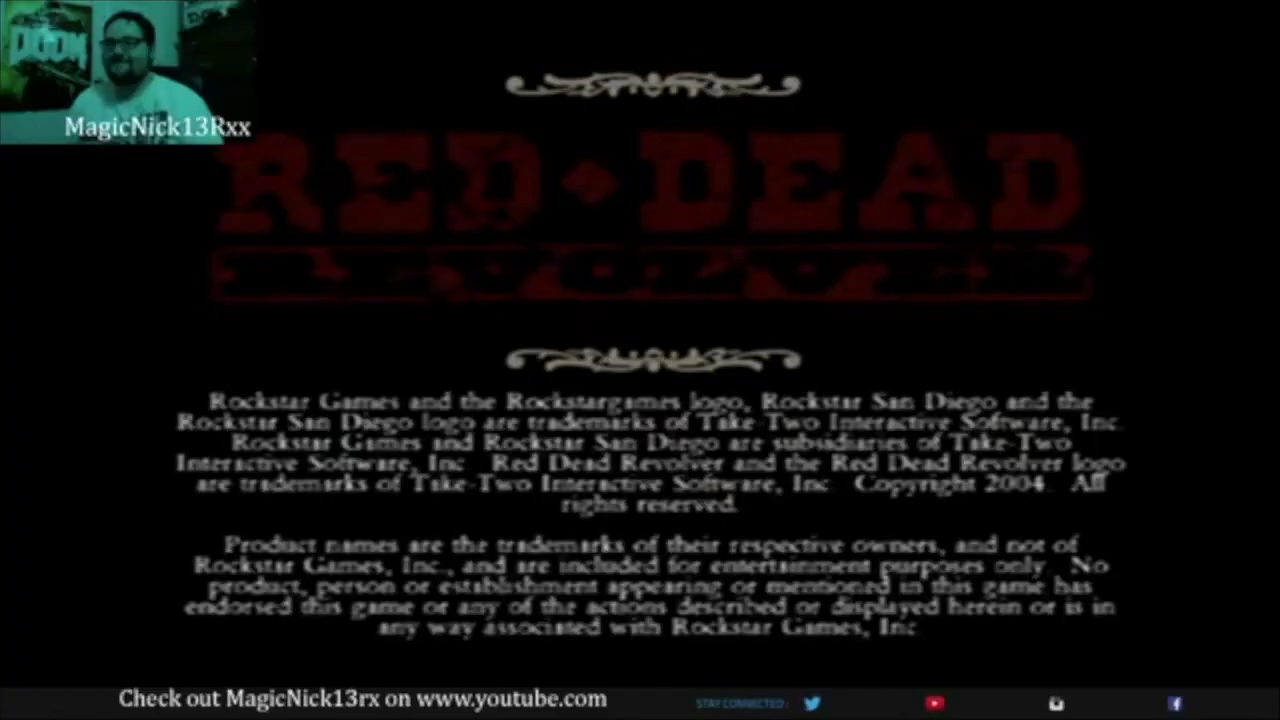 DOOM
MagicNick13Rxx
RED DEAD
REVOLVER
Rockstar Games and the Rockstargames logo, Rockstar San Diego and the
Rockstar San Diego logo are trademarks of Take-Two Interactive Software, Inc.
Rockstar Games and Rockstar San Diego are subsidiaries of Take-Two
Interactive Software, Inc. Red Dead Revolver and the Red Dead Revolver logo
are trademarks of Take-Two Interactive Software, Inc. Copyright 2004. All
rights reserved.
Product names are the trademarks of their respective owners, and not of
Rockstar Games, Inc., and are included for entertainment purposes only. No
product, person or establishment appearing or mentioned in this game has
endorsed this game or any of the actions described or displayed herein or is in
any way associated with Rockstar Games, Inc.
Check out MagicNick13rx on www.youtube.com
STAY CONNECTED: